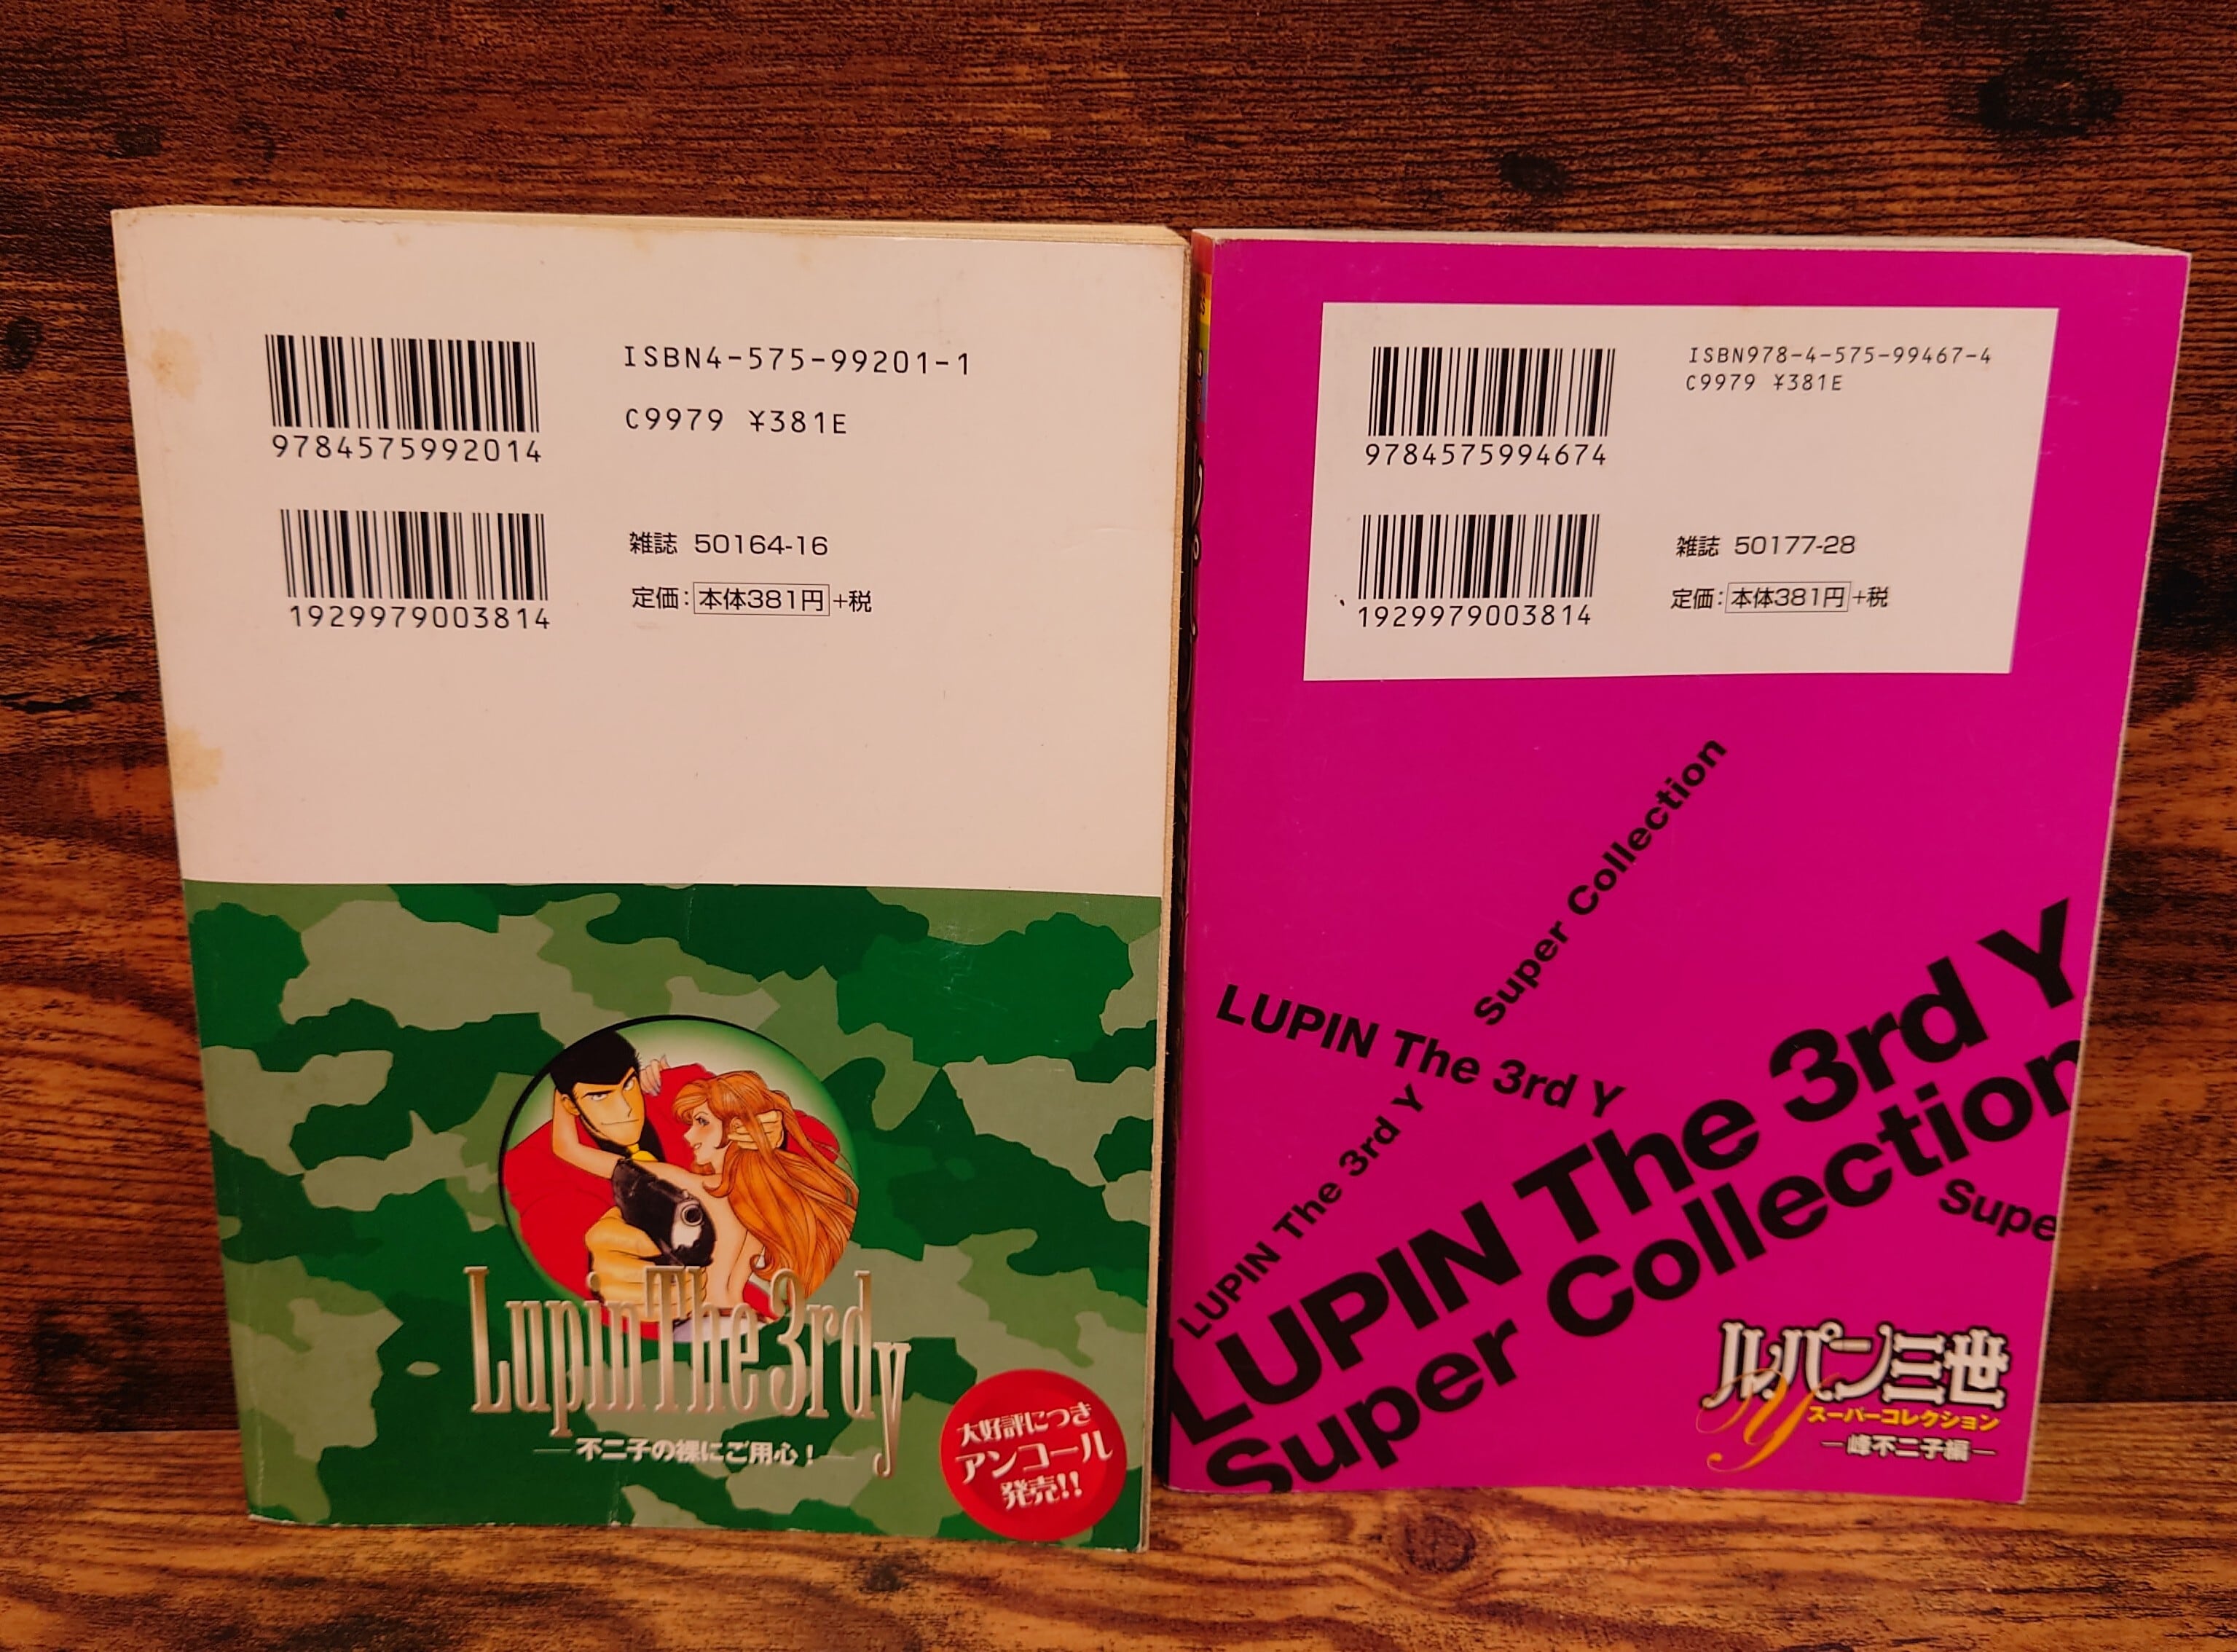 ISBN4-575-99201-1
C9979 ¥381E
9784575992014
雑誌 50164-16
定価:本体381円+税
1929979003814
Lupin The 3rd y
―不二子の裸にご用心!―
大好評につき
アンコール
発売!!
ISBN978-4-575-99467-4
C9979 ¥381E
9784575994674
雑誌 50177-28
定価:本体381円+税
1929979003814
Super Collection
LUPIN The 3rd Y
LUPIN The 3rd Y
LUPIN The 3rd Y
Super Collection
Supe
ルパン三世
Y
スーパーコレクション
―峰不二子編―